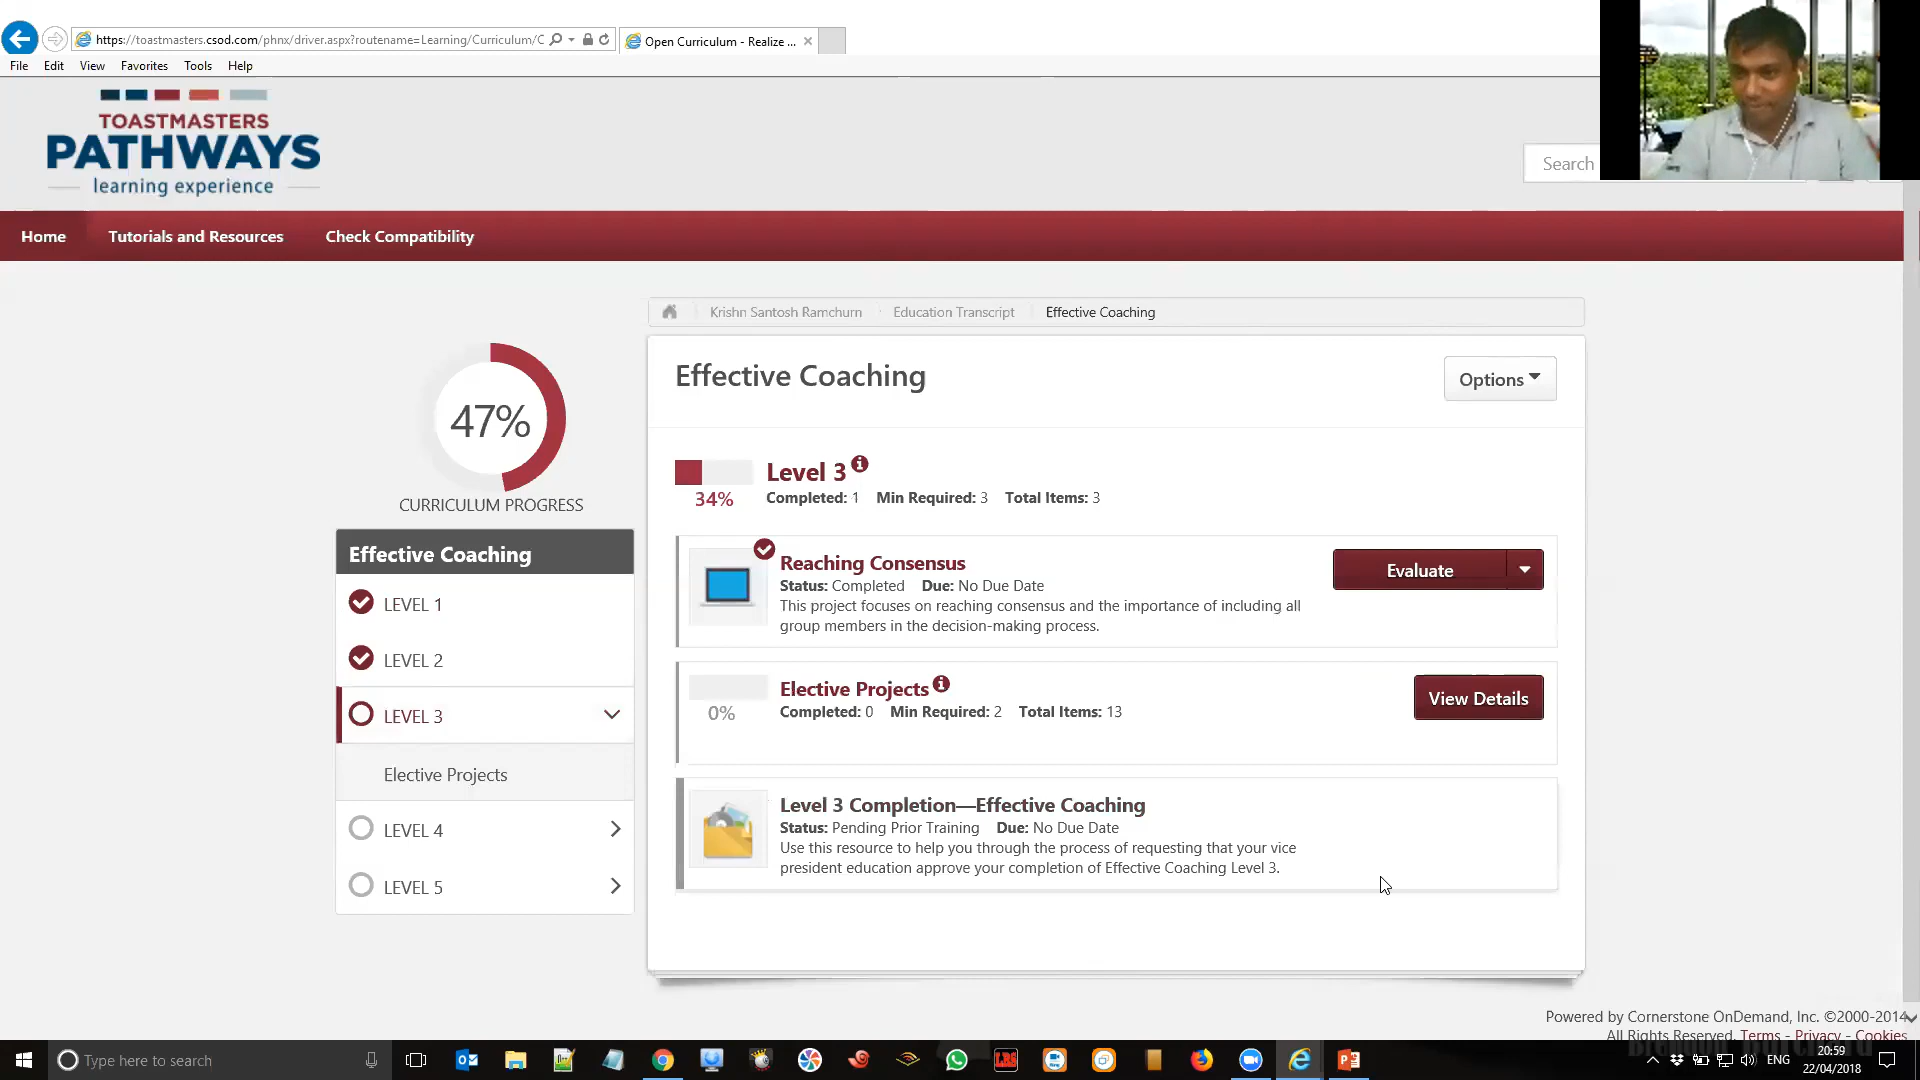 https://toastmasters.csod.com/phnx/driver.aspx?routename=Learning/Curriculum/C
Open Curriculum - Realize ...
File Edit View Favorites Tools Help
TOASTMASTERS
PATHWAYS
learning experience
Search
Home Tutorials and Resources Check Compatibility
Krishn Santosh Ramchurn Education Transcript Effective Coaching
47%
CURRICULUM PROGRESS
Effective Coaching
LEVEL 1
LEVEL 2
LEVEL 3
Elective Projects
LEVEL 4
LEVEL 5
Effective Coaching
Options
Level 3
34%
Completed: 1 Min Required: 3 Total Items: 3
Reaching Consensus
Status: Completed Due: No Due Date
This project focuses on reaching consensus and the importance of including all
group members in the decision-making process.
Evaluate
Elective Projects
0%
Completed: 0 Min Required: 2 Total Items: 13
View Details
Level 3 Completion—Effective Coaching
Status: Pending Prior Training Due: No Due Date
Use this resource to help you through the process of requesting that your vice
president education approve your completion of Effective Coaching Level 3.
Powered by Cornerstone OnDemand, Inc. ©2000-2014
All Rights Reserved. Terms - Privacy - Cookies
Type here to search
ENG
20:59
22/04/2018